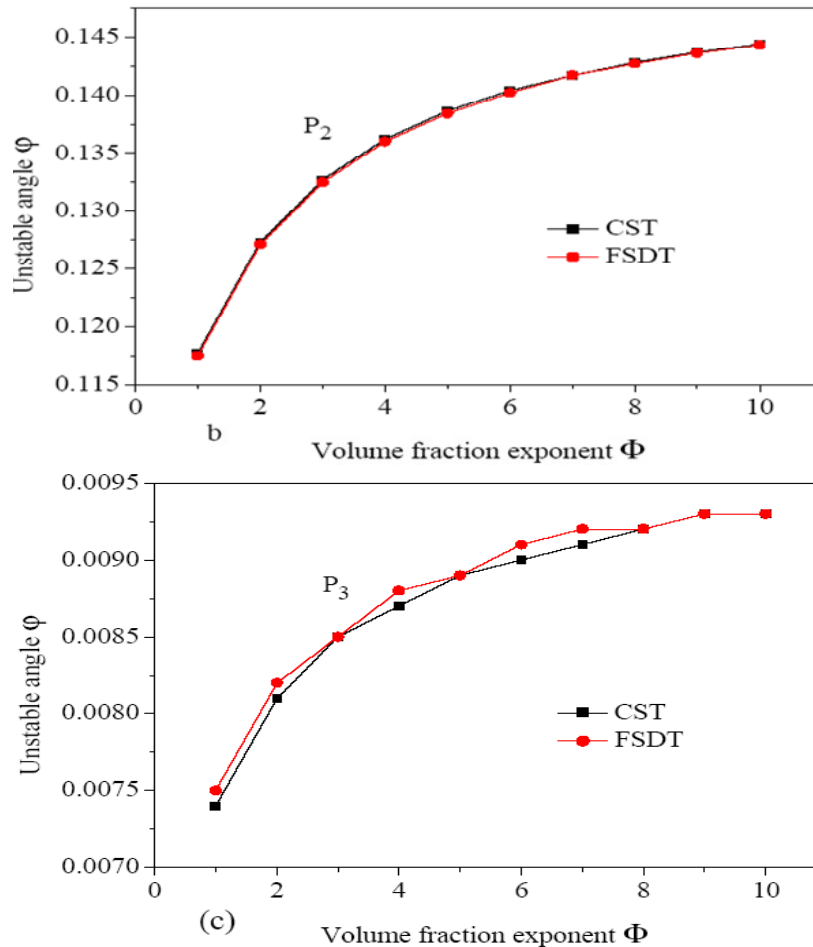 0.145
0.140
0.135
0.130
0.125
0.120
0.115
Unstable angle φ
P2
CST
FSDT
0 2 4 6 8 10
b
Volume fraction exponent Φ
0.0095
0.0090
0.0085
0.0080
0.0075
0.0070
Unstable angle φ
P3
CST
FSDT
0 2 4 6 8 10
(c)
Volume fraction exponent Φ